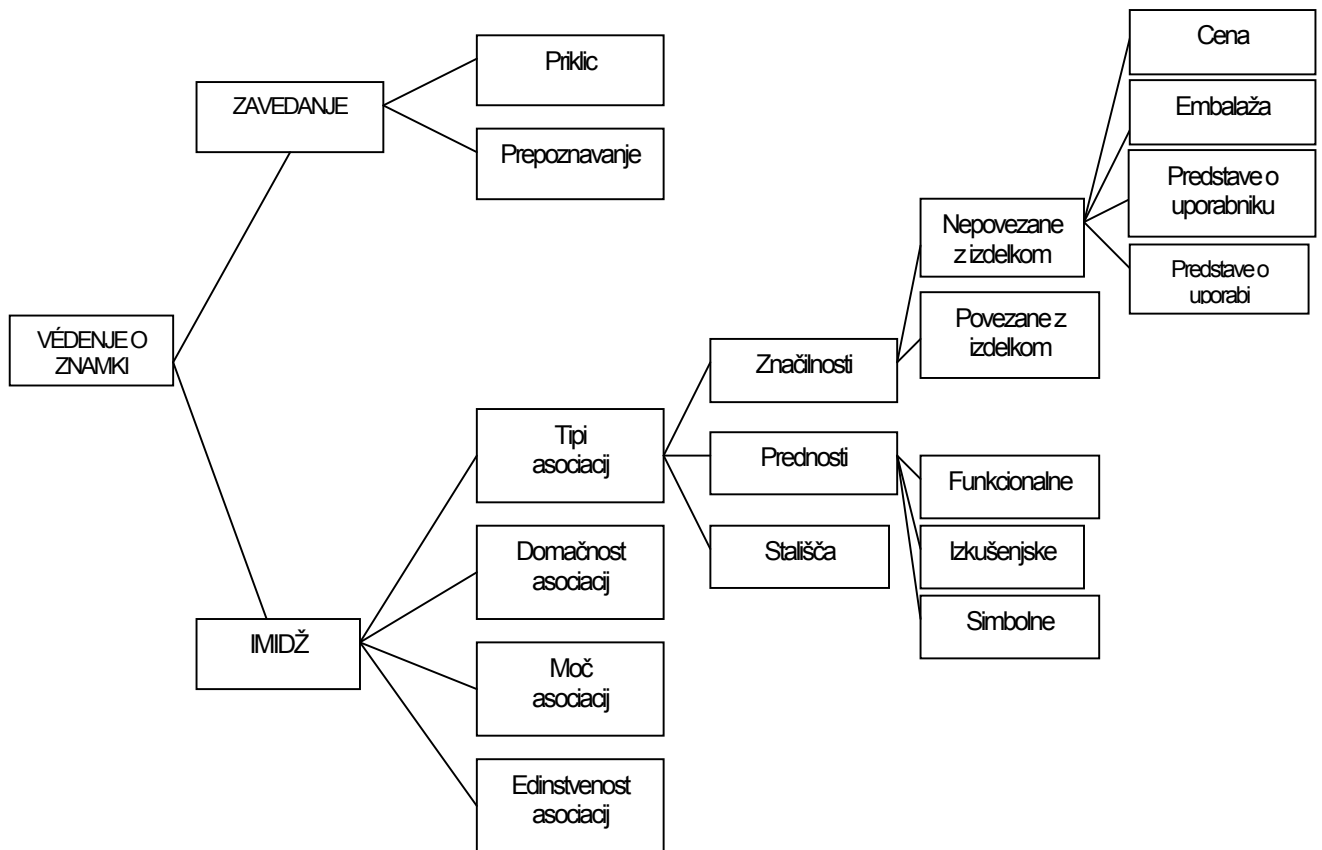 Priklic
ZAVEDANJE
Prepoznavanje
Cena
Embalaža
Predstave o
uporabniku
Predstave o
uporabi
Nepovezane
z izdelkom
Povezane z
izdelkom
VÉDENJE O
ZNAMKI
Značilnosti
Tipi
asociacij
Prednosti
Stališča
Funkcionalne
Izkušenjske
Simbolne
Domačnost
asociacij
IMIDŽ
Moč
asociacij
Edinstvenost
asociacij